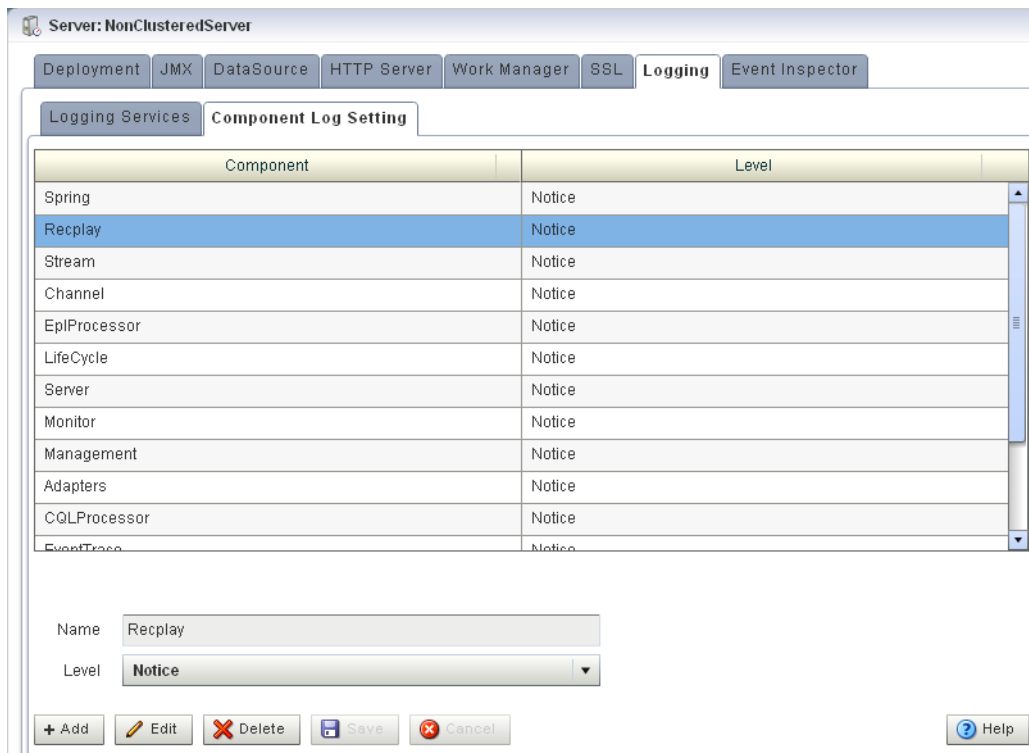 Server: NonClusteredServer
Deployment JMX DataSource HTTP Server Work Manager SSL Logging Event Inspector
Logging Services Component Log Setting
Component Level
Spring Notice
Recplay Notice
Stream Notice
Channel Notice
EplProcessor Notice
LifeCycle Notice
Server Notice
Monitor Notice
Management Notice
Adapters Notice
CQLProcessor Notice
EventTrace Notice
Name Recplay
Level Notice
+ Add Edit Delete Save Cancel ? Help